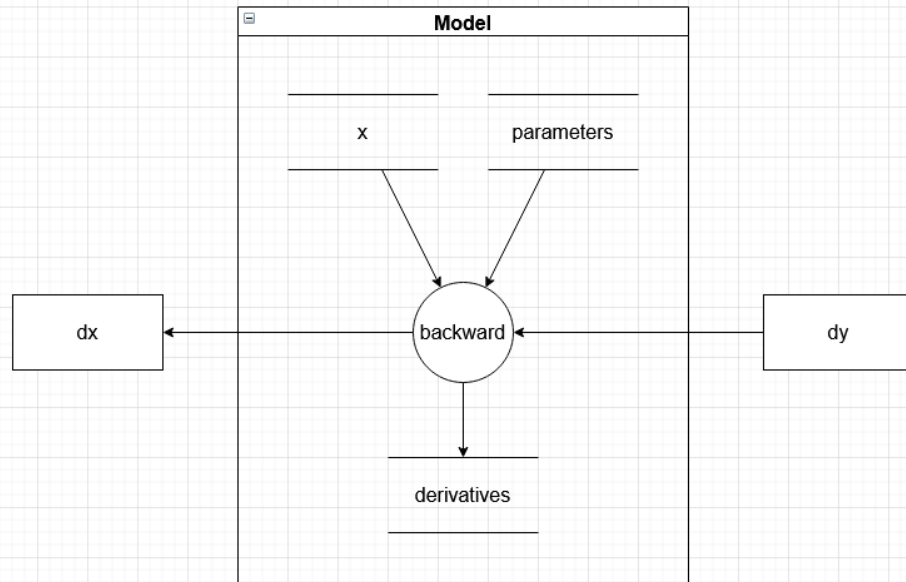 Model
x
parameters
dx
backward
dy
derivatives